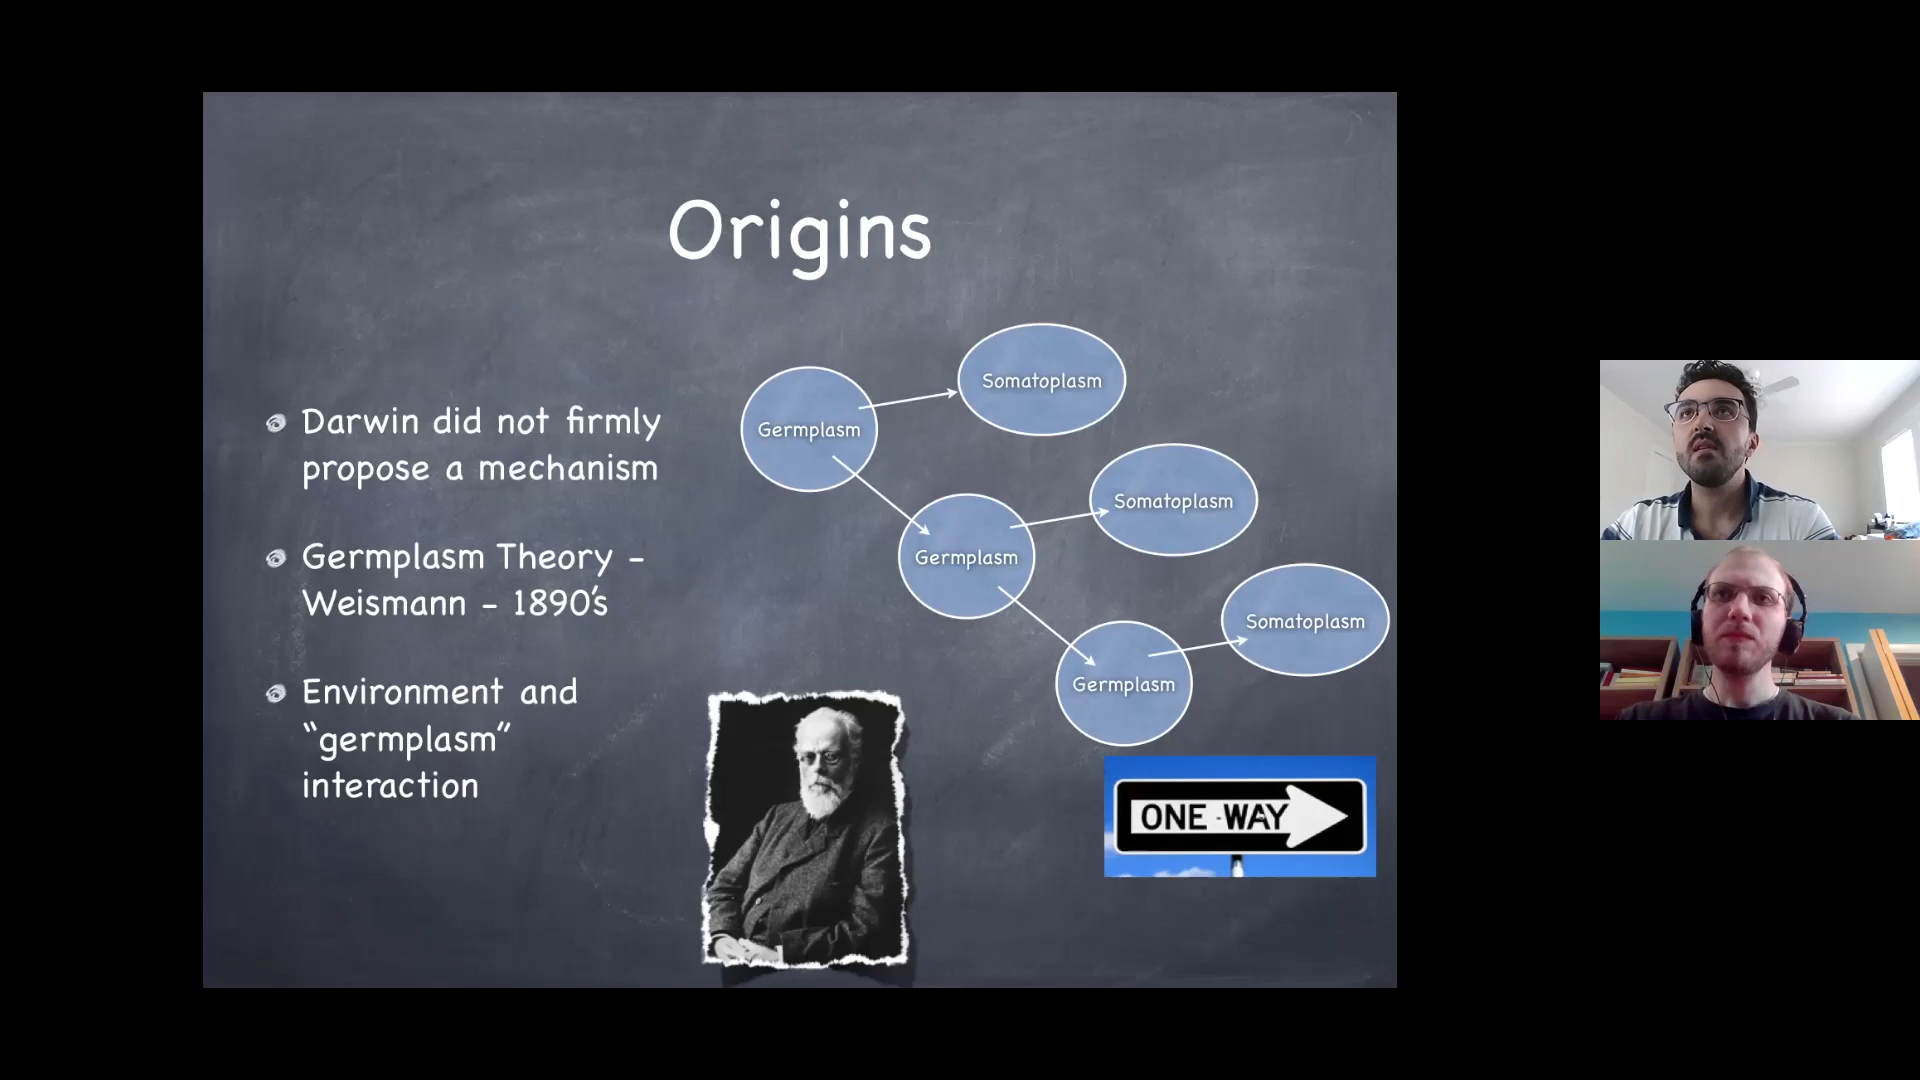 Origins
Darwin did not firmly
propose a mechanism
Germplasm Theory -
Weismann - 1890's
Environment and
"germplasm"
interaction
Germplasm
Somatoplasm
Germplasm
Somatoplasm
Germplasm
Somatoplasm
ONE-WAY